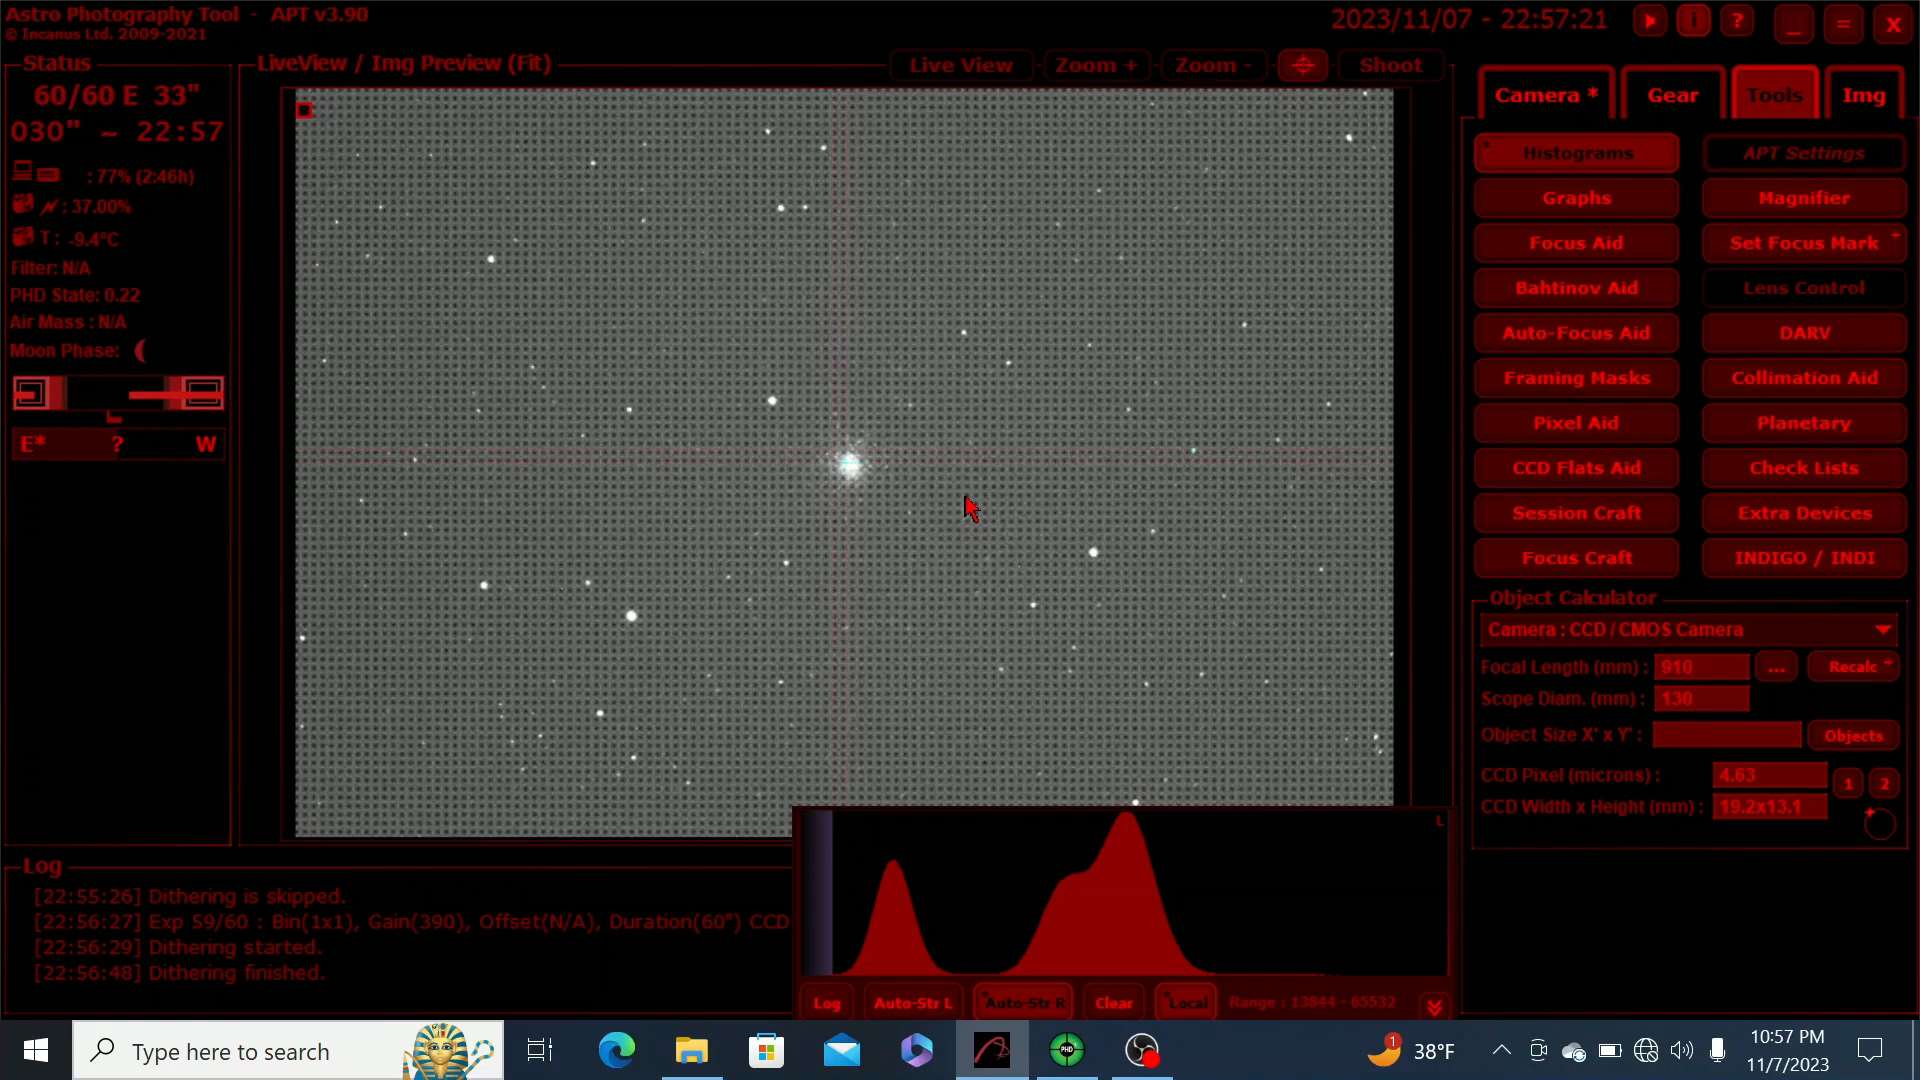 Astro Photography Tool - APT v3.90
© Incanus Ltd. 2009-2021
2023/11/07 - 22:57:21
i
?
_
=
X
Status
60/60 E 33"
030" ~ 22:57
: 77% (2:46h)
: 37.00%
T : -9.4°C
Filter: N/A
PHD State: 0.22
Air Mass : N/A
Moon Phase:
E* ? W
LiveView / Img Preview (Fit)
Live View
Zoom +
Zoom -
Shoot
Camera *
Gear
Tools
Img
Histograms
APT Settings
Graphs
Magnifier
Focus Aid
Set Focus Mark
Bahtinov Aid
Lens Control
Auto-Focus Aid
DARV
Framing Masks
Collimation Aid
Pixel Aid
Planetary
CCD Flats Aid
Check Lists
Session Craft
Extra Devices
Focus Craft
INDIGO / INDI
Object Calculator
Camera : CCD / CMOS Camera
Focal Length (mm) : 910 ... Recalc
Scope Diam. (mm) : 130
Object Size X' x Y' : Objects
CCD Pixel (microns) : 4.63 1 2
CCD Width x Height (mm) : 19.2x13.1
Log
[22:55:26] Dithering is skipped.
[22:56:27] Exp 59/60 : Bin(1x1), Gain(390), Offset(N/A), Duration(60") CCD
[22:56:29] Dithering started.
[22:56:48] Dithering finished.
L
Log
Auto-Str L
Auto-Str R
Clear
Local
Range : 13844 - 65532
Type here to search
PHD
1
38°F
10:57 PM
11/7/2023